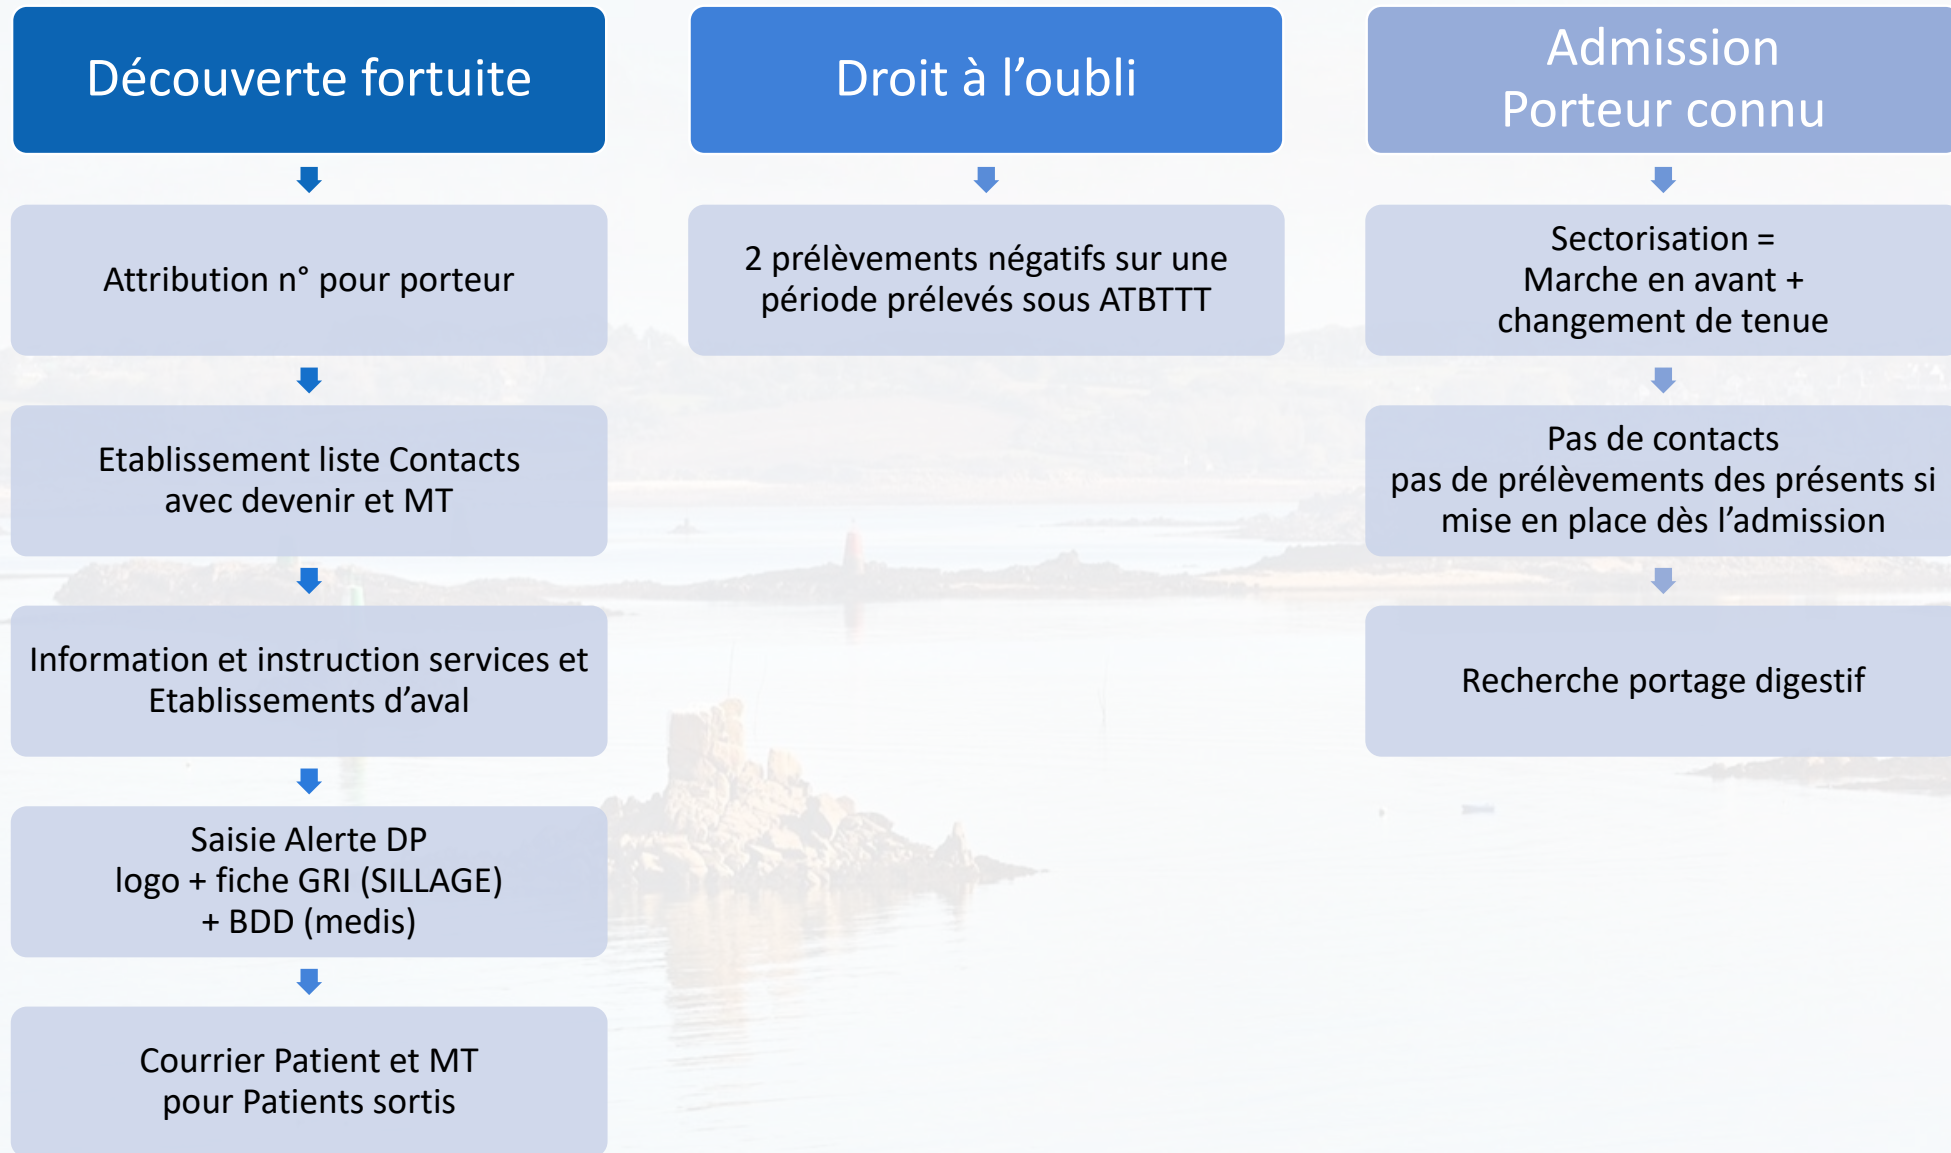 Découverte fortuite
Attribution n° pour porteur
Etablissement liste Contacts
avec devenir et MT
Information et instruction services et
Etablissements d’aval
Saisie Alerte DP
logo + fiche GRI (SILLAGE)
+ BDD (medis)
Courrier Patient et MT
pour Patients sortis
Droit à l’oubli
2 prélèvements négatifs sur une
période prélevés sous ATBTTT
Admission
Porteur connu
Sectorisation =
Marche en avant +
changement de tenue
Pas de contacts
pas de prélèvements des présents si
mise en place dès l’admission
Recherche portage digestif